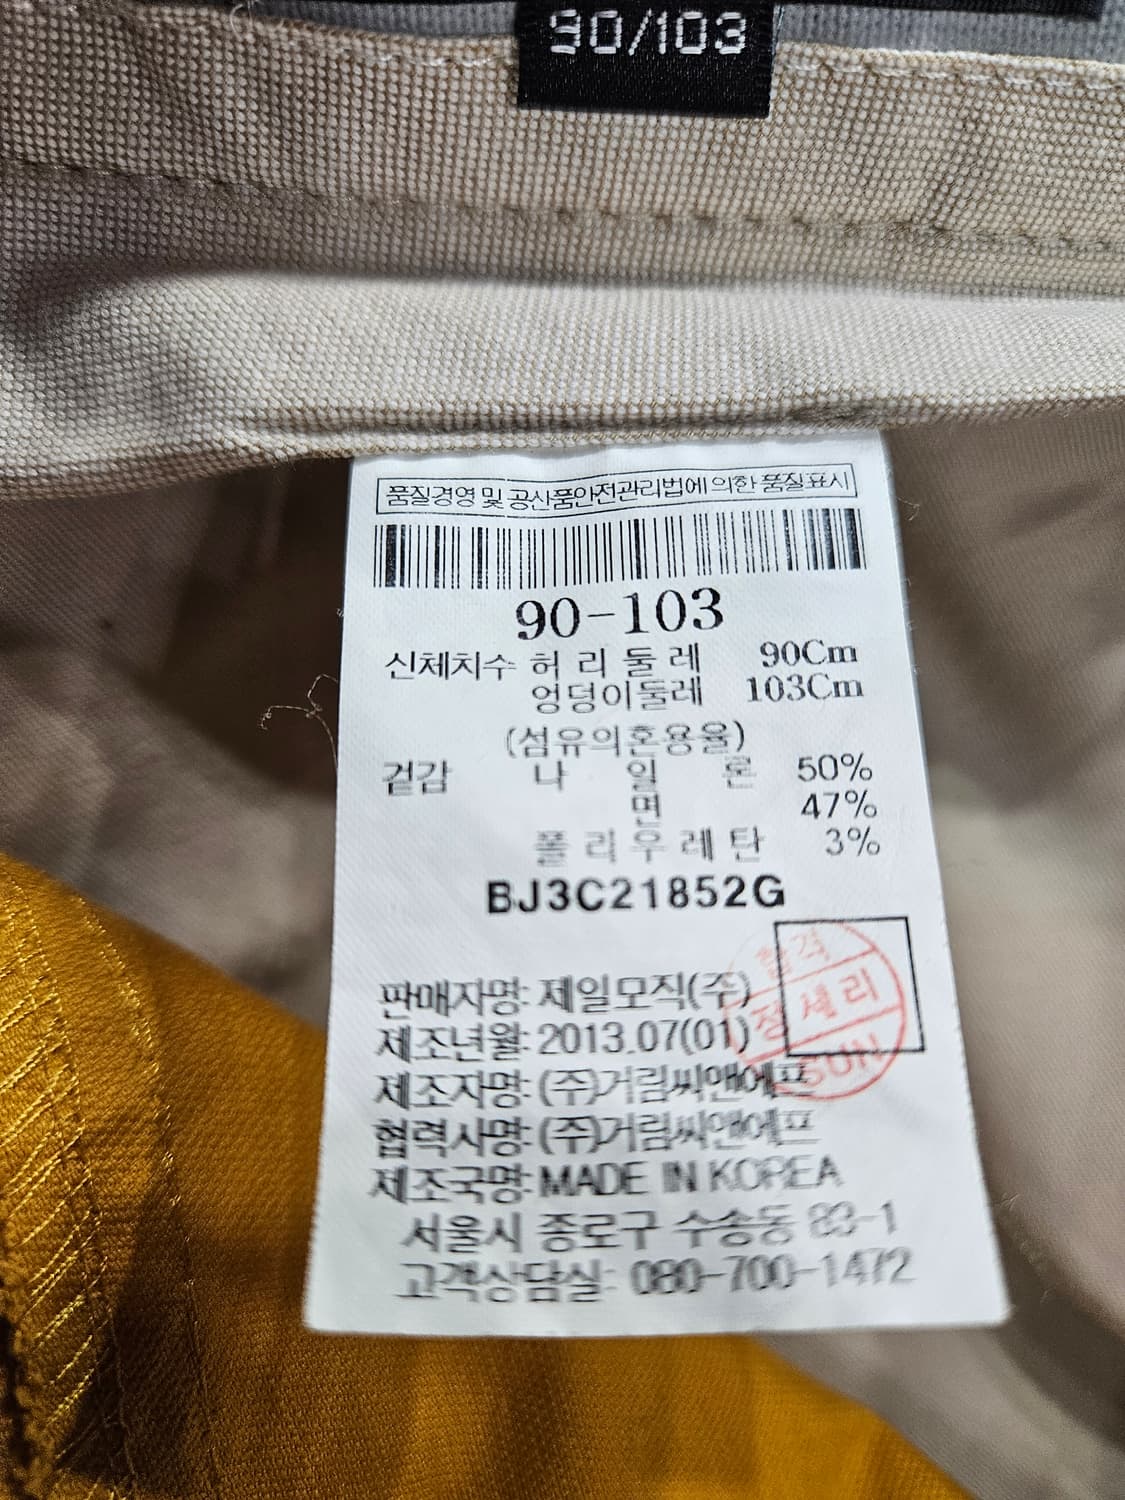 90/103
품질경영 및 공산품안전관리법에 의한 품질표시
90-103
신체치수 허 리 둘 레 90Cm
엉덩이둘레 103Cm
(섬유의혼용율)
겉감 나 일 론 50%
면 47%
폴 리 우 레 탄 3%
BJ3C21852G
합격
정세리
SUN
판매자명: 제일모직(주)
제조년월: 2013.07(01)
제조자명: (주)거림씨앤에프
협력사명: (주)거림씨앤에프
제조국명: MADE IN KOREA
서울시 종로구 수송동 83-1
고객상담실: 080-700-1472